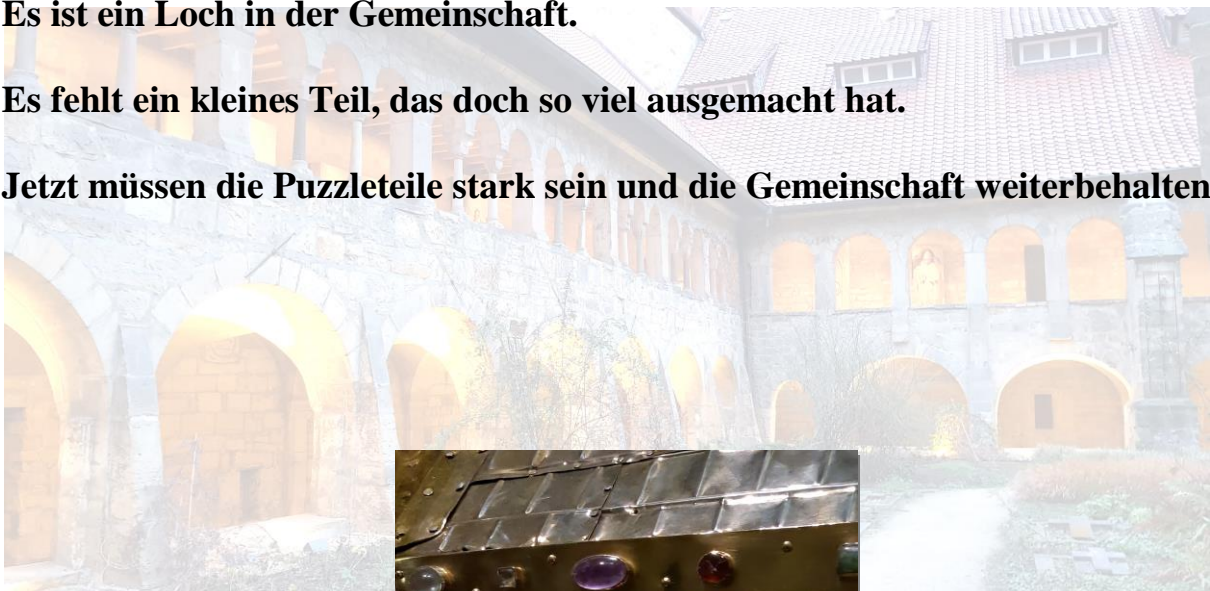 Es ist ein Loch in der Gemeinschaft.
Es fehlt ein kleines Teil, das doch so viel ausgemacht hat.
Jetzt müssen die Puzzleteile stark sein und die Gemeinschaft weiterbehalten